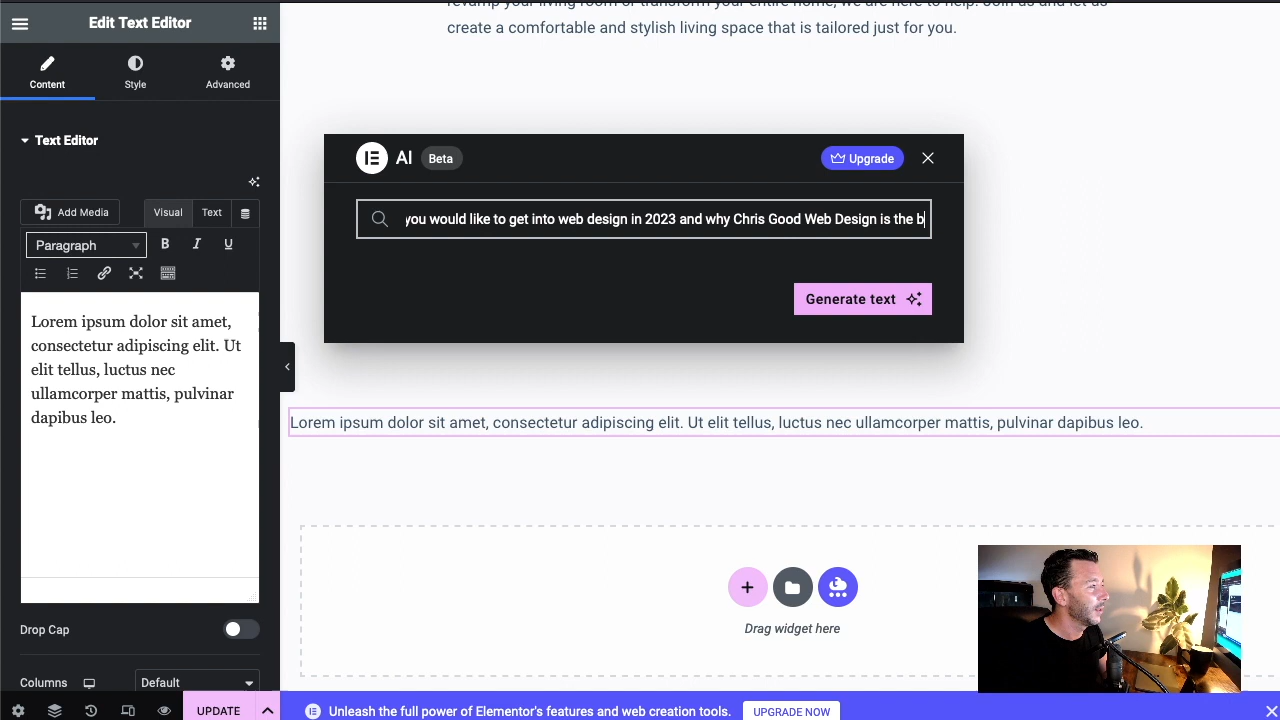 Edit Text Editor
Content
Style
Advanced
Text Editor
Add Media
Visual
Text
Paragraph
B
I
U
Lorem ipsum dolor sit amet,
consectetur adipiscing elit. Ut
elit tellus, luctus nec
ullamcorper mattis, pulvinar
dapibus leo.
Drop Cap
Columns
Default
UPDATE
revamp your living room or transform your entire home, we are here to help. Join us and let us
create a comfortable and stylish living space that is tailored just for you.
AI
Beta
Upgrade
you would like to get into web design in 2023 and why Chris Good Web Design is the b
Generate text
Lorem ipsum dolor sit amet, consectetur adipiscing elit. Ut elit tellus, luctus nec ullamcorper mattis, pulvinar dapibus leo.
Drag widget here
Unleash the full power of Elementor's features and web creation tools.
UPGRADE NOW